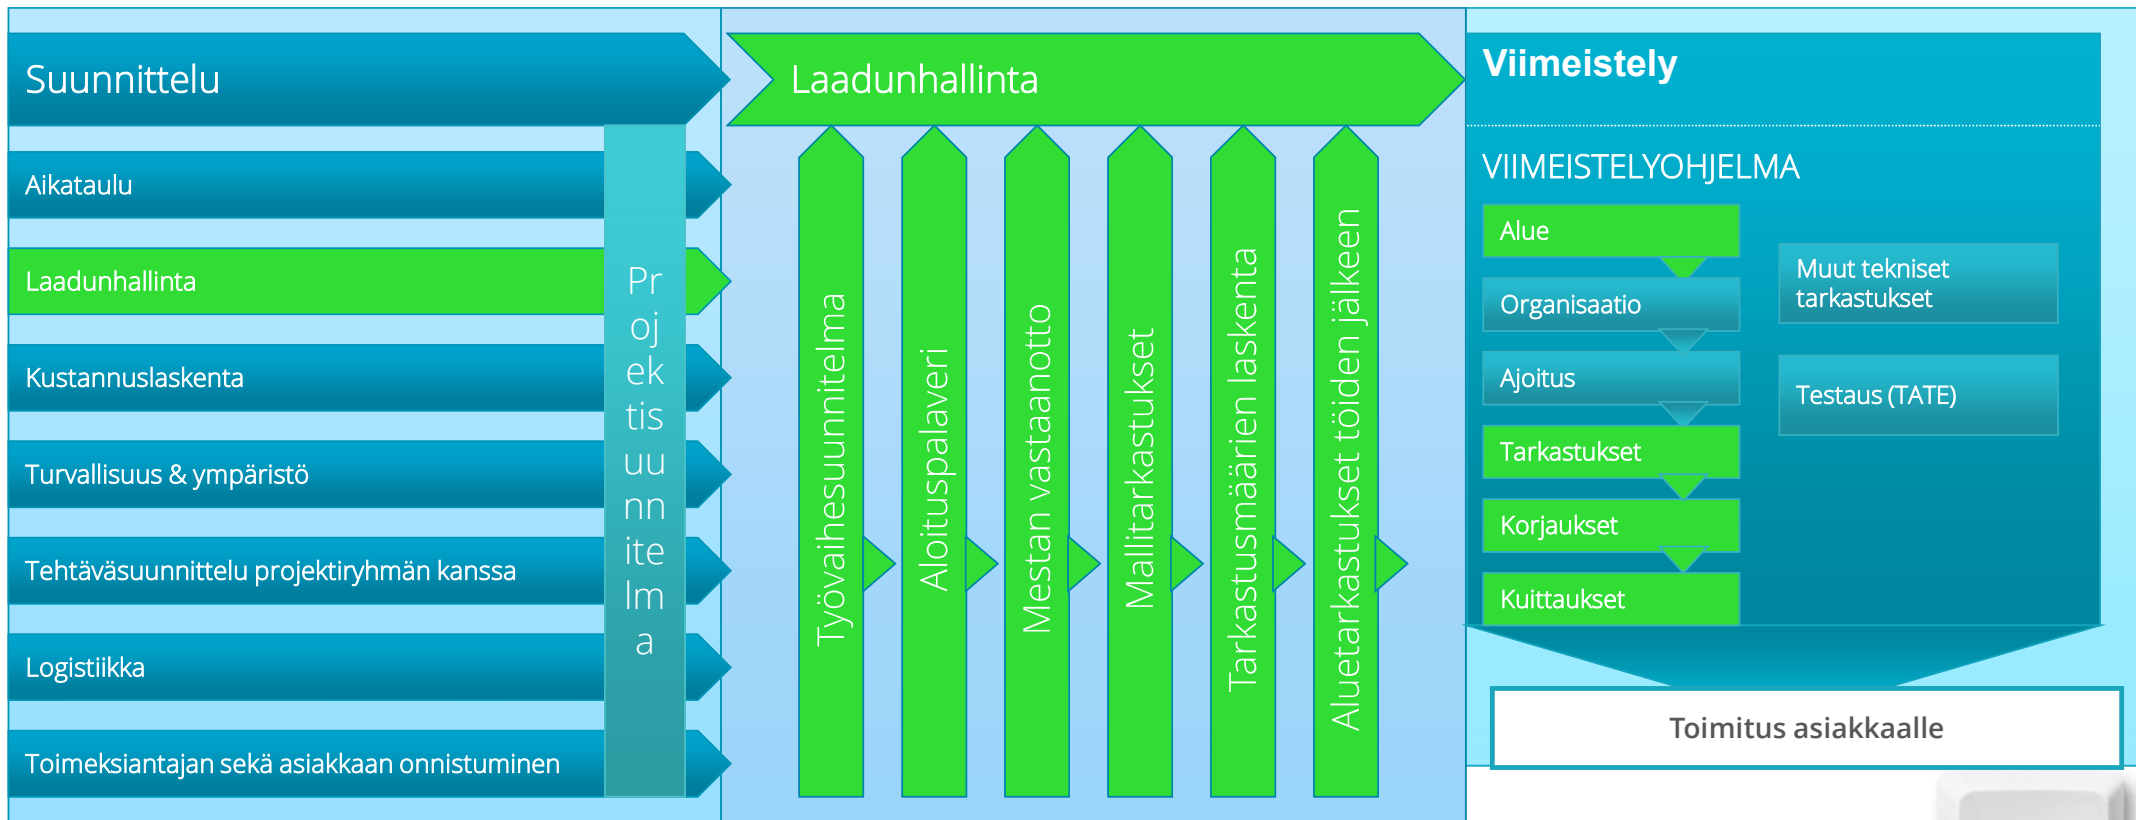 Suunnittelu
Aikataulu
Laadunhallinta
Kustannuslaskenta
Turvallisuus & ympäristö
Tehtäväsuunnittelu projektiryhmän kanssa
Logistiikka
Toimeksiantajan sekä asiakkaan onnistuminen
Pr
oj
ek
tis
uu
nn
ite
lm
a
Laadunhallinta
Työvaihesuunnitelma
Aloituspalaveri
Mestan vastaanotto
Mallitarkastukset
Tarkastusmäärien laskenta
Aluetarkastukset töiden jälkeen
Viimeistely
VIIMEISTELYOHJELMA
Alue
Organisaatio
Ajoitus
Tarkastukset
Korjaukset
Kuittaukset
Muut tekniset
tarkastukset
Testaus (TATE)
Toimitus asiakkaalle